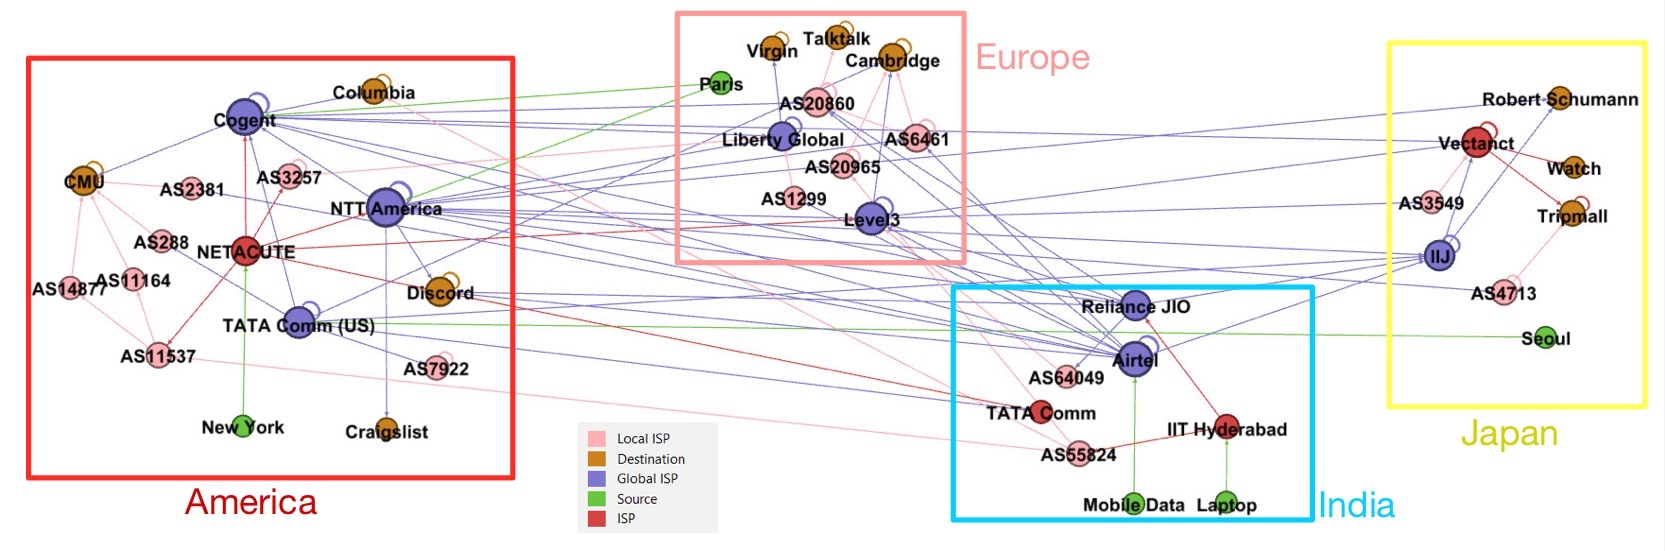 Columbia
Cogent
CMU
AS2381
AS3257
NTT America
AS288
NETACUTE
AS14877
AS11164
Discord
TATA Comm (US)
AS11537
AS7922
New York
Craigslist
America
Virgin
Talktalk
Cambridge
Paris
AS20860
Liberty Global
AS6461
AS20965
AS1299
Level3
Europe
Local ISP
Destination
Global ISP
Source
ISP
Reliance JIO
Airtel
AS64049
TATA Comm
IIT Hyderabad
AS55824
Mobile Data
Laptop
India
Robert Schumann
Vectanct
Watch
AS3549
Tripmall
IIJ
AS4713
Seoul
Japan